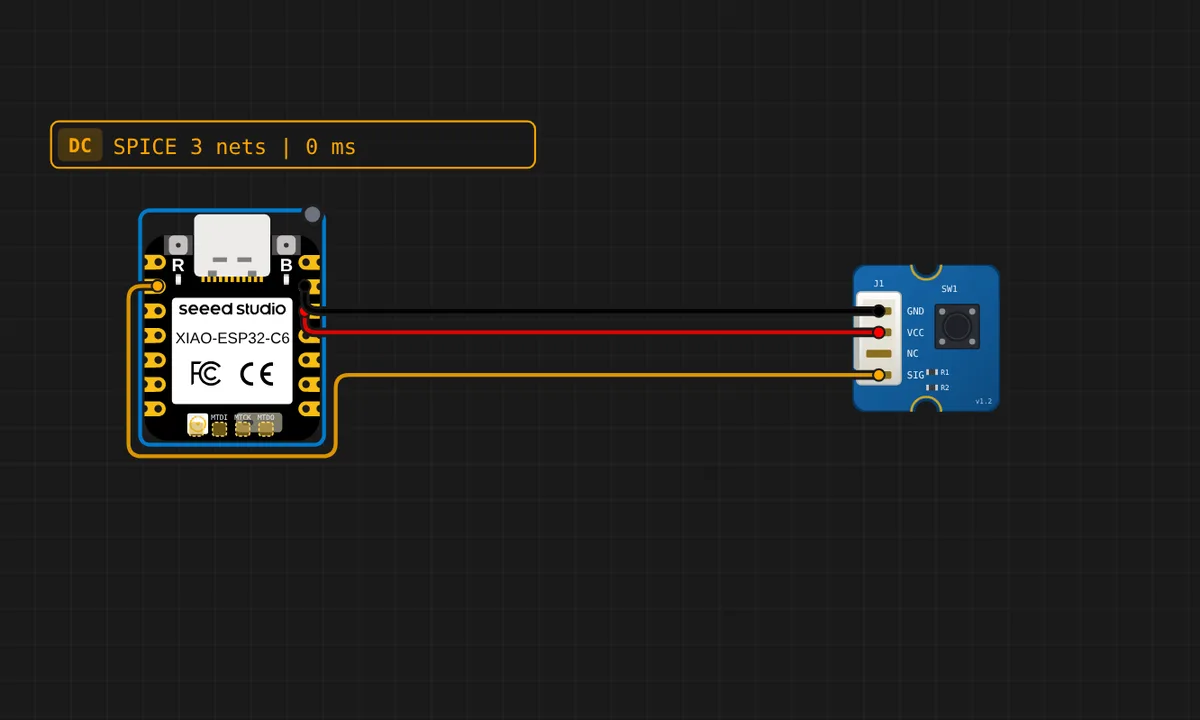 DC SPICE 3 nets | 0 ms
R B
seeed studio
XIAO-ESP32-C6
FC CE
MTDI MTCK MTDO
J1
SW1
GND
VCC
NC
SIG
R1
R2
v1.2